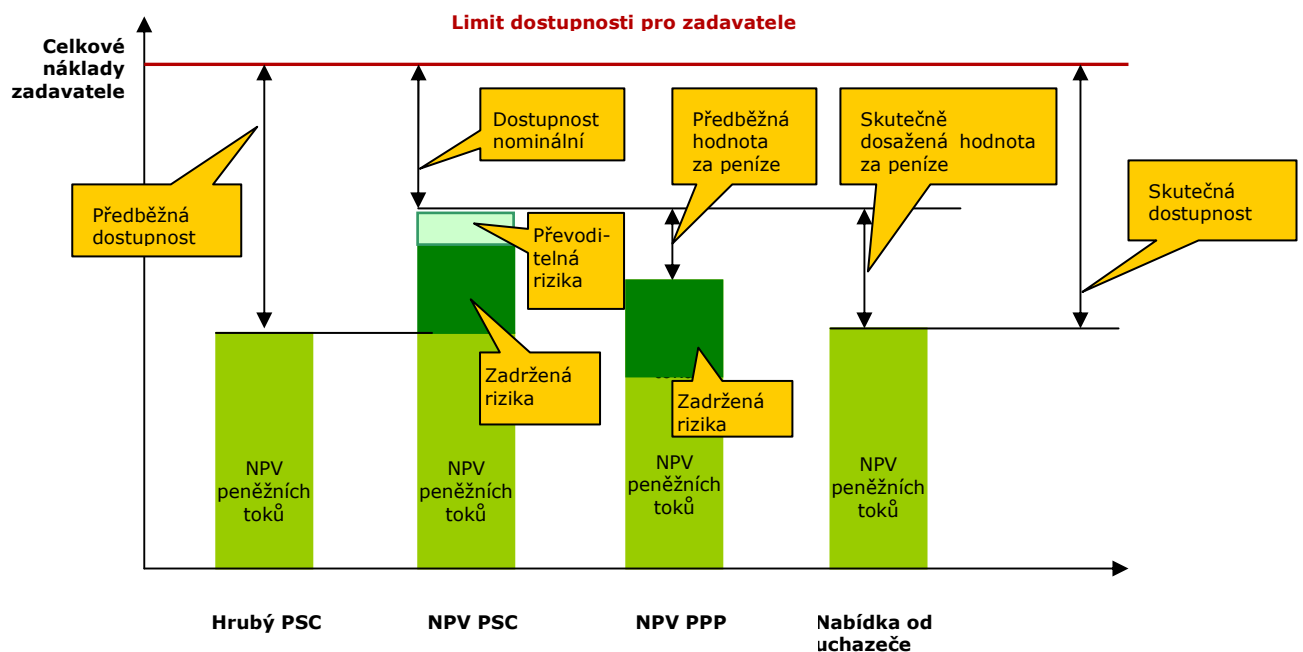 Limit dostupnosti pro zadavatele
Celkové
náklady
zadavatele
Dostupnost
nominální
Předběžná
hodnota
za peníze
Skutečně
dosažená hodnota
za peníze
Skutečná
dostupnost
Předběžná
dostupnost
Převodi-
telná
rizika
Zadržená
rizika
Zadržená
rizika
NPV
peněžních
toků
NPV
peněžních
toků
NPV
peněžních
toků
NPV
peněžních
toků
Hrubý PSC
NPV PSC
NPV PPP
Nabídka od
uchazeče